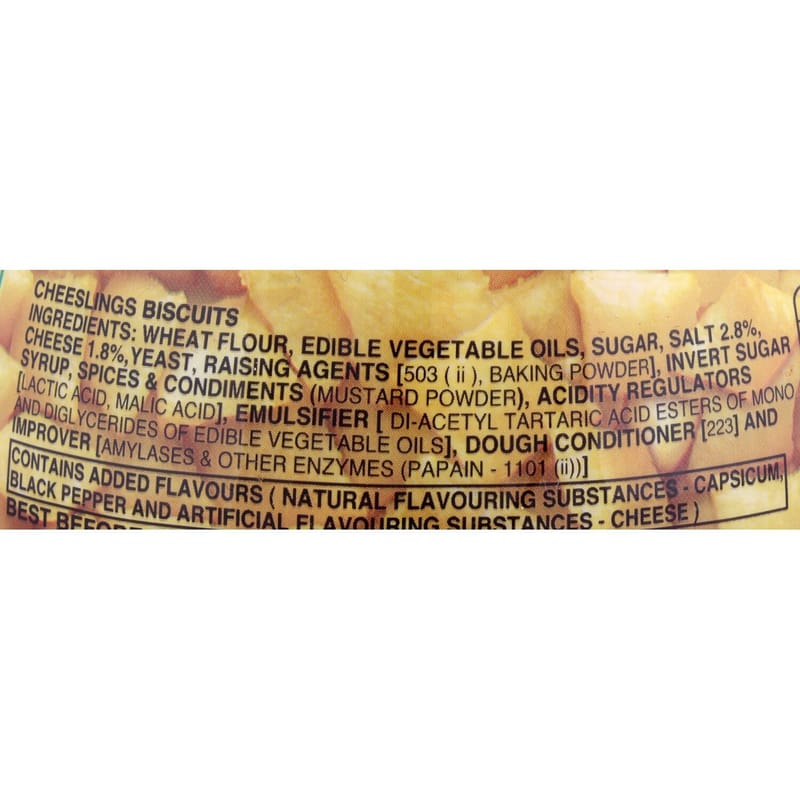 CHEESLINGS BISCUITS
INGREDIENTS: WHEAT FLOUR, EDIBLE VEGETABLE OILS, SUGAR, SALT 2.8%,
CHEESE 1.8%, YEAST, RAISING AGENTS [503 ( ii ), BAKING POWDER], INVERT SUGAR
SYRUP, SPICES & CONDIMENTS (MUSTARD POWDER), ACIDITY REGULATORS
[LACTIC ACID, MALIC ACID], EMULSIFIER [ DI-ACETYL TARTARIC ACID ESTERS OF MONO
AND DIGLYCERIDES OF EDIBLE VEGETABLE OILS], DOUGH CONDITIONER [223] AND
IMPROVER [AMYLASES & OTHER ENZYMES (PAPAIN - 1101 (ii))]
CONTAINS ADDED FLAVOURS ( NATURAL FLAVOURING SUBSTANCES - CAPSICUM,
BLACK PEPPER AND ARTIFICIAL FLAVOURING SUBSTANCES - CHEESE )
BEST BEFORE